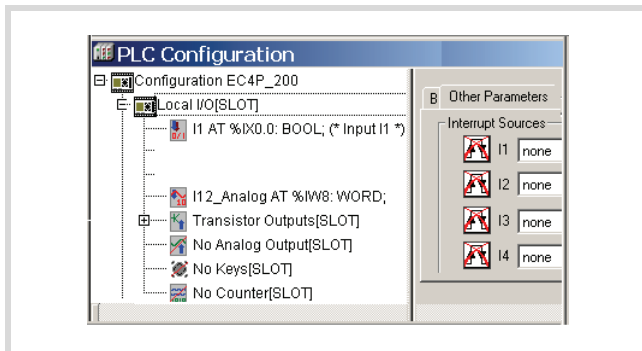 PLC Configuration
Configuration EC4P_200
Local I/O[SLOT]
I1 AT %IX0.0: BOOL; (* Input I1 *)
I12_Analog AT %IW8: WORD;
Transistor Outputs[SLOT]
No Analog Output[SLOT]
No Keys[SLOT]
No Counter[SLOT]
B Other Parameters
Interrupt Sources
I1 none
I2 none
I3 none
I4 none